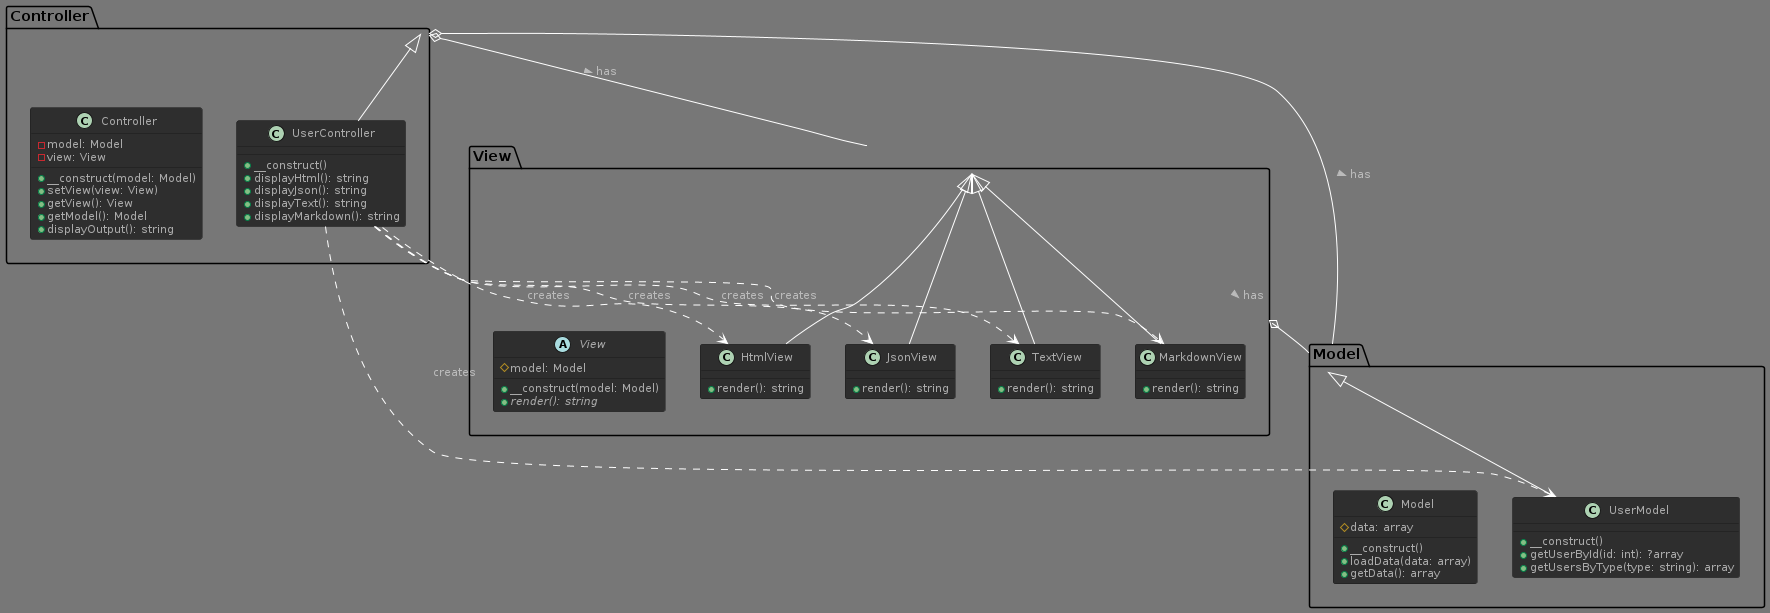 Controller
C Controller
model: Model
view: View
__construct(model: Model)
setView(view: View)
getView(): View
getModel(): Model
displayOutput(): string
C UserController
__construct()
displayHtml(): string
displayJson(): string
displayText(): string
displayMarkdown(): string
has
has
has
View
creates
creates
creates
creates
creates
A View
model: Model
__construct(model: Model)
render(): string
C HtmlView
render(): string
C JsonView
render(): string
C TextView
render(): string
C MarkdownView
render(): string
Model
C Model
data: array
__construct()
loadData(data: array)
getData(): array
C UserModel
__construct()
getUserById(id: int): ?array
getUsersByType(type: string): array